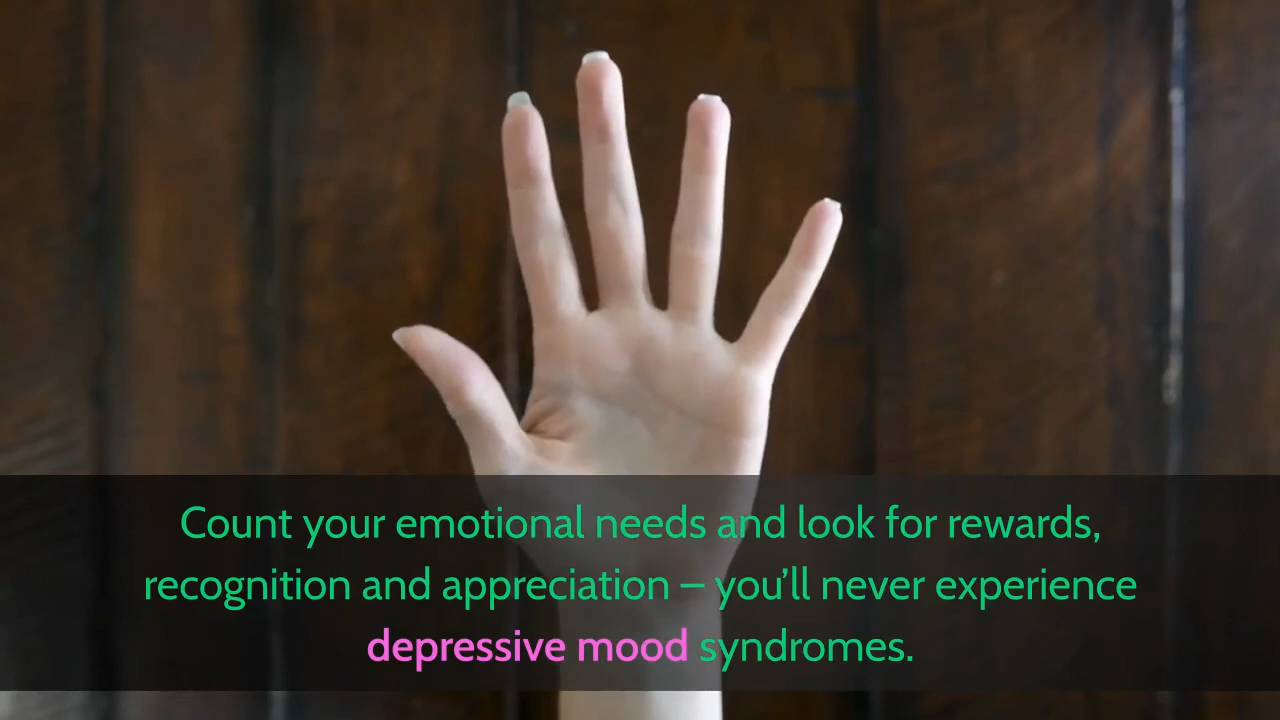 Count your emotional needs and look for rewards,
recognition and appreciation – you’ll never experience
depressive mood syndromes.